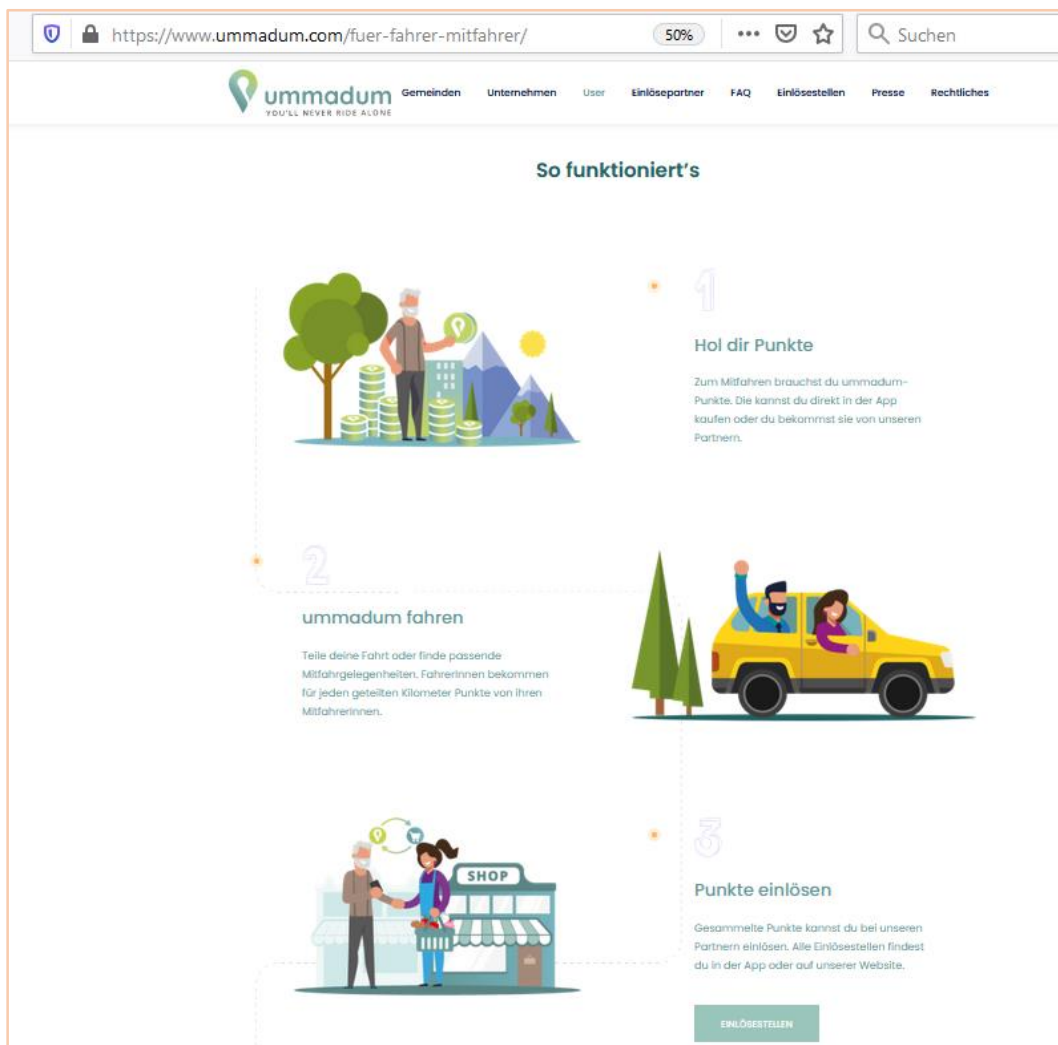 https://www.ummadum.com/fuer-fahrer-mitfahrer/ 50% ••• Suchen
ummadum
YOU'LL NEVER RIDE ALONE
Gemeinden Unternehmen User Einlösepartner FAQ Einlösestellen Presse Rechtliches
So funktioniert's
1
Hol dir Punkte
Zum Mitfahren brauchst du ummadum-
Punkte. Die kannst du direkt in der App
kaufen oder du bekommst sie von unseren
Partnern.
2
ummadum fahren
Teile deine Fahrt oder finde passende
Mitfahrgelegenheiten. FahrerInnen bekommen
für jeden geteilten Kilometer Punkte von ihren
MitfahrerInnen.
SHOP
3
Punkte einlösen
Gesammelte Punkte kannst du bei unseren
Partnern einlösen. Alle Einlösestellen findest
du in der App oder auf unserer Website.
EINLÖSESTELLEN